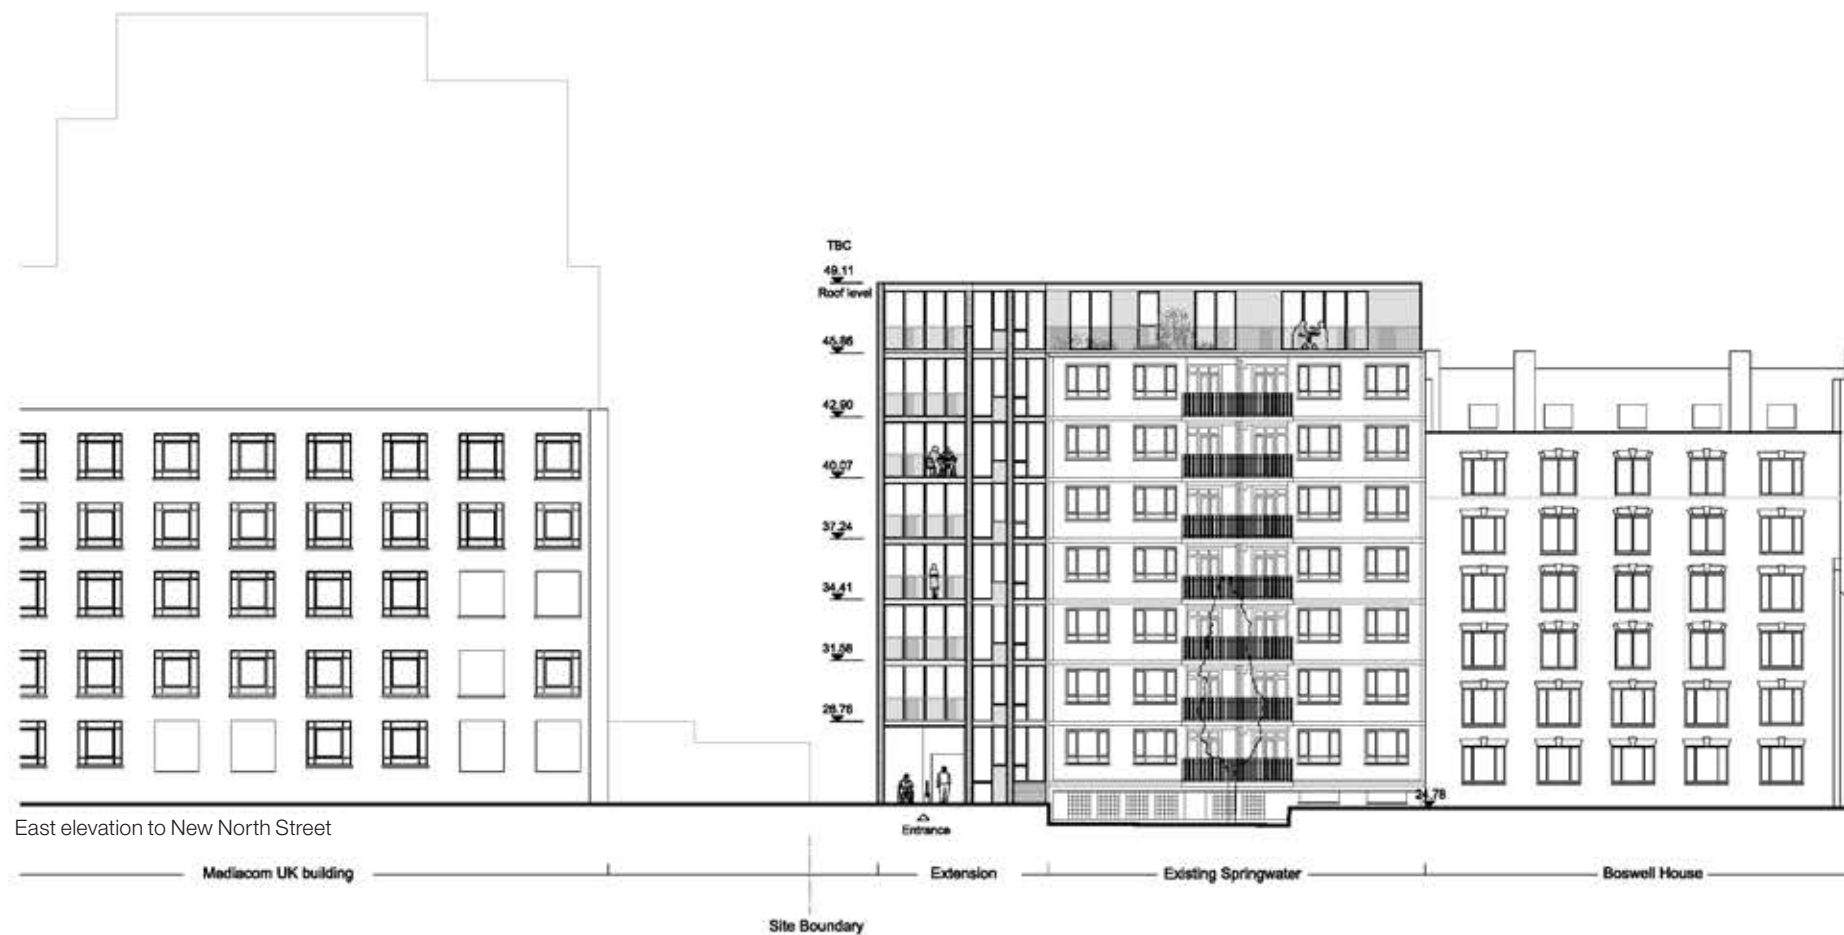 TBC
49.11
Roof level
45.86
42.90
40.07
37.24
34.41
31.58
28.75
24.78
East elevation to New North Street
Entrance
Mediacom UK building
Extension
Existing Springwater
Boswell House
Site Boundary